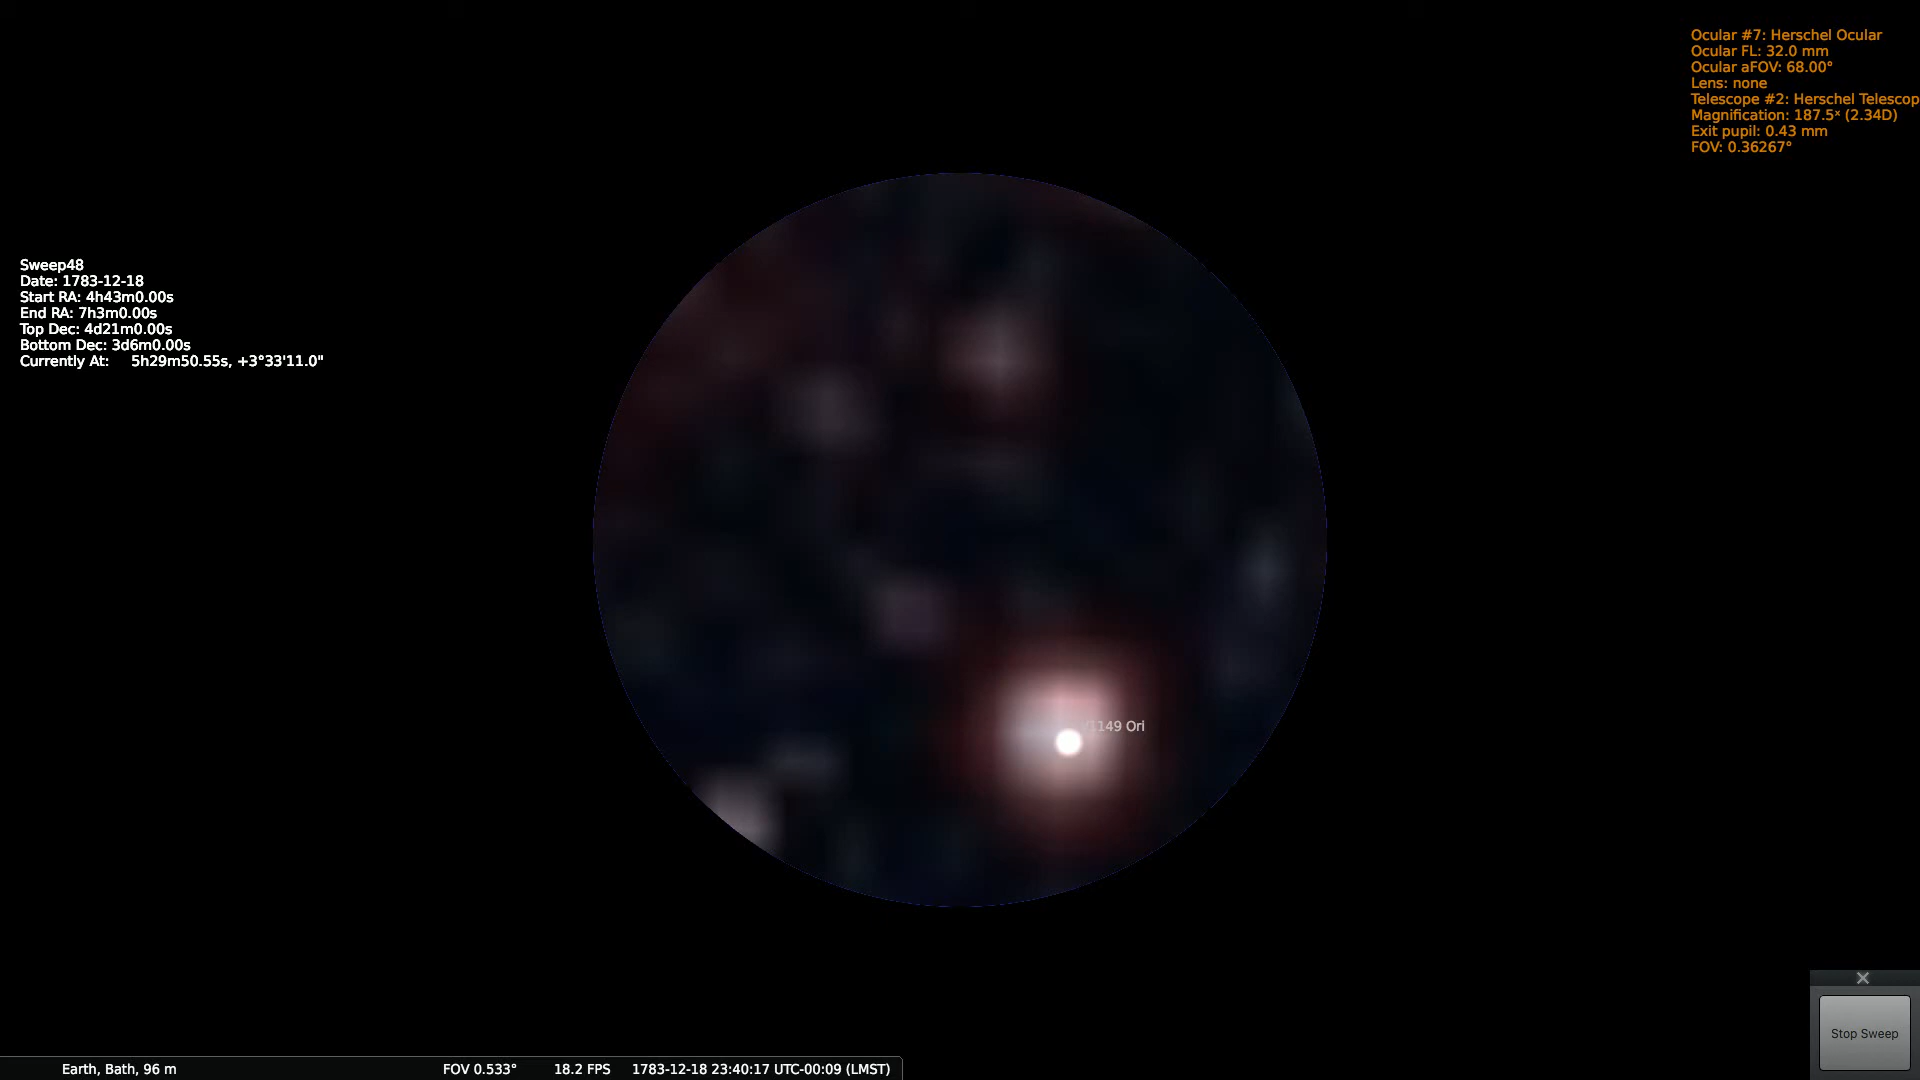 Ocular #7: Herschel Ocular
Ocular FL: 32.0 mm
Ocular aFOV: 68.00°
Lens: none
Telescope #2: Herschel Telescop
Magnification: 187.5ˣ (2.34D)
Exit pupil: 0.43 mm
FOV: 0.36267°
Sweep48
Date: 1783-12-18
Start RA: 4h43m0.00s
End RA: 7h3m0.00s
Top Dec: 4d21m0.00s
Bottom Dec: 3d6m0.00s
Currently At: 5h29m50.55s, +3°33'11.0"
V1149 Ori
Stop Sweep
Earth, Bath, 96 m FOV 0.533° 18.2 FPS 1783-12-18 23:40:17 UTC-00:09 (LMST)